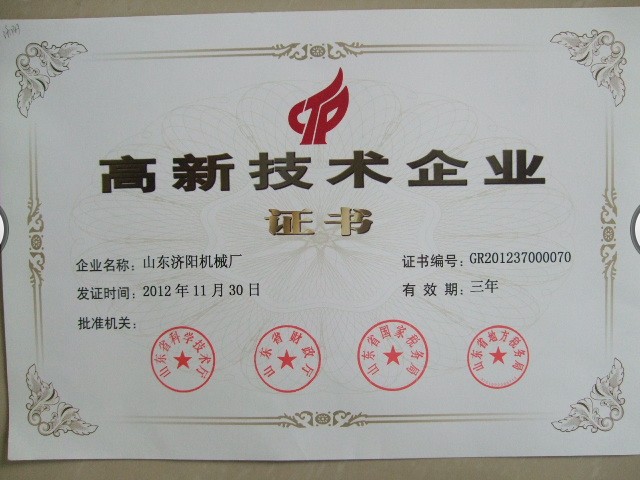 高新技术企业
证书
企业名称：山东济阳机械厂
证书编号：GR201237000070
发证时间：2012年11月30日
有效期：三年
批准机关：
山东省科学技术厅
山东省财政厅
山东省国家税务局
山东省地方税务局